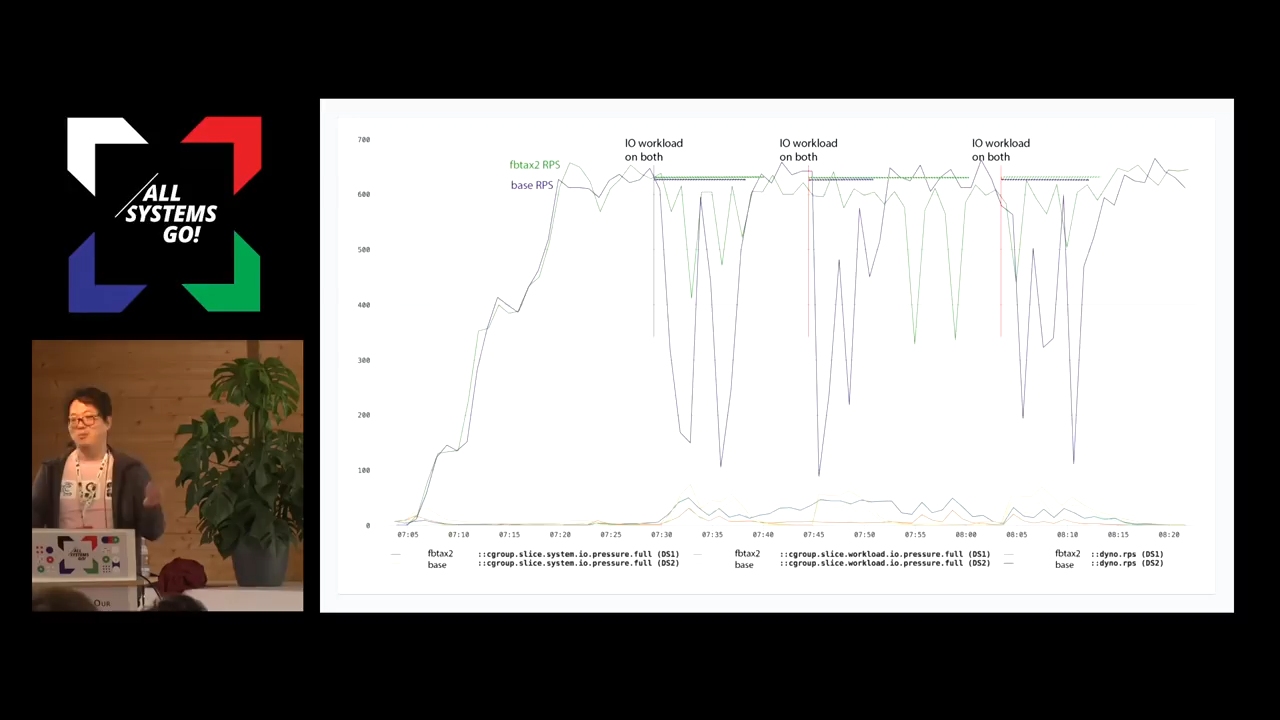 ALL
SYSTEMS
GO!
700
600
500
400
300
200
100
0
fbtax2 RPS
base RPS
IO workload
on both
IO workload
on both
IO workload
on both
07:05 07:10 07:15 07:20 07:25 07:30 07:35 07:40 07:45 07:50 07:55 08:00 08:05 08:10 08:15 08:20
fbtax2 ::cgroup.slice.system.io.pressure.full (DS1) fbtax2 ::cgroup.slice.workload.io.pressure.full (DS1) fbtax2 ::dyno.rps (DS1)
base ::cgroup.slice.system.io.pressure.full (DS2) base ::cgroup.slice.workload.io.pressure.full (DS2) base ::dyno.rps (DS2)
ALL
SYSTEMS
GO!
OUR